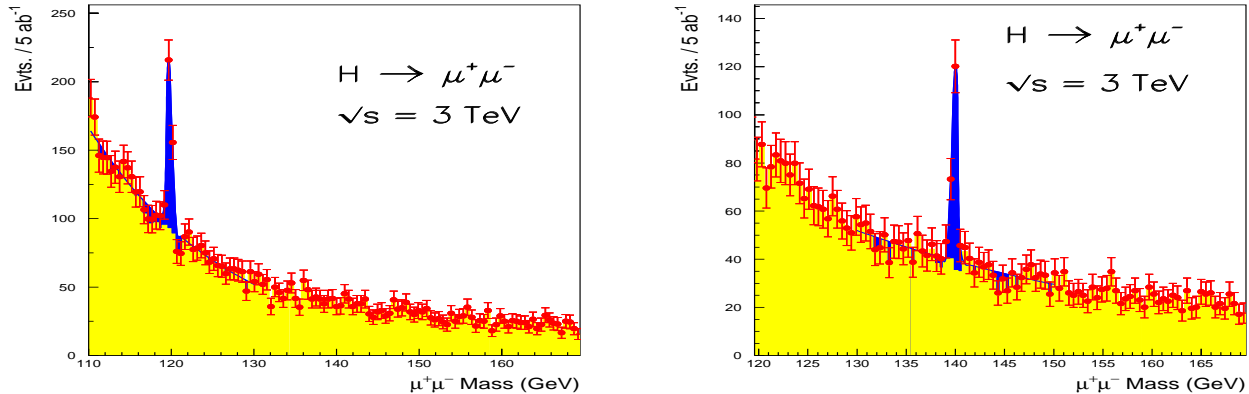 Evts. / 5 ab⁻¹
250
200
150
100
50
0
H → μ⁺μ⁻
√s = 3 TeV
110 120 130 140 150 160
μ⁺μ⁻ Mass (GeV)
Evts. / 5 ab⁻¹
140
120
100
80
60
40
20
0
H → μ⁺μ⁻
√s = 3 TeV
120 125 130 135 140 145 150 155 160 165
μ⁺μ⁻ Mass (GeV)